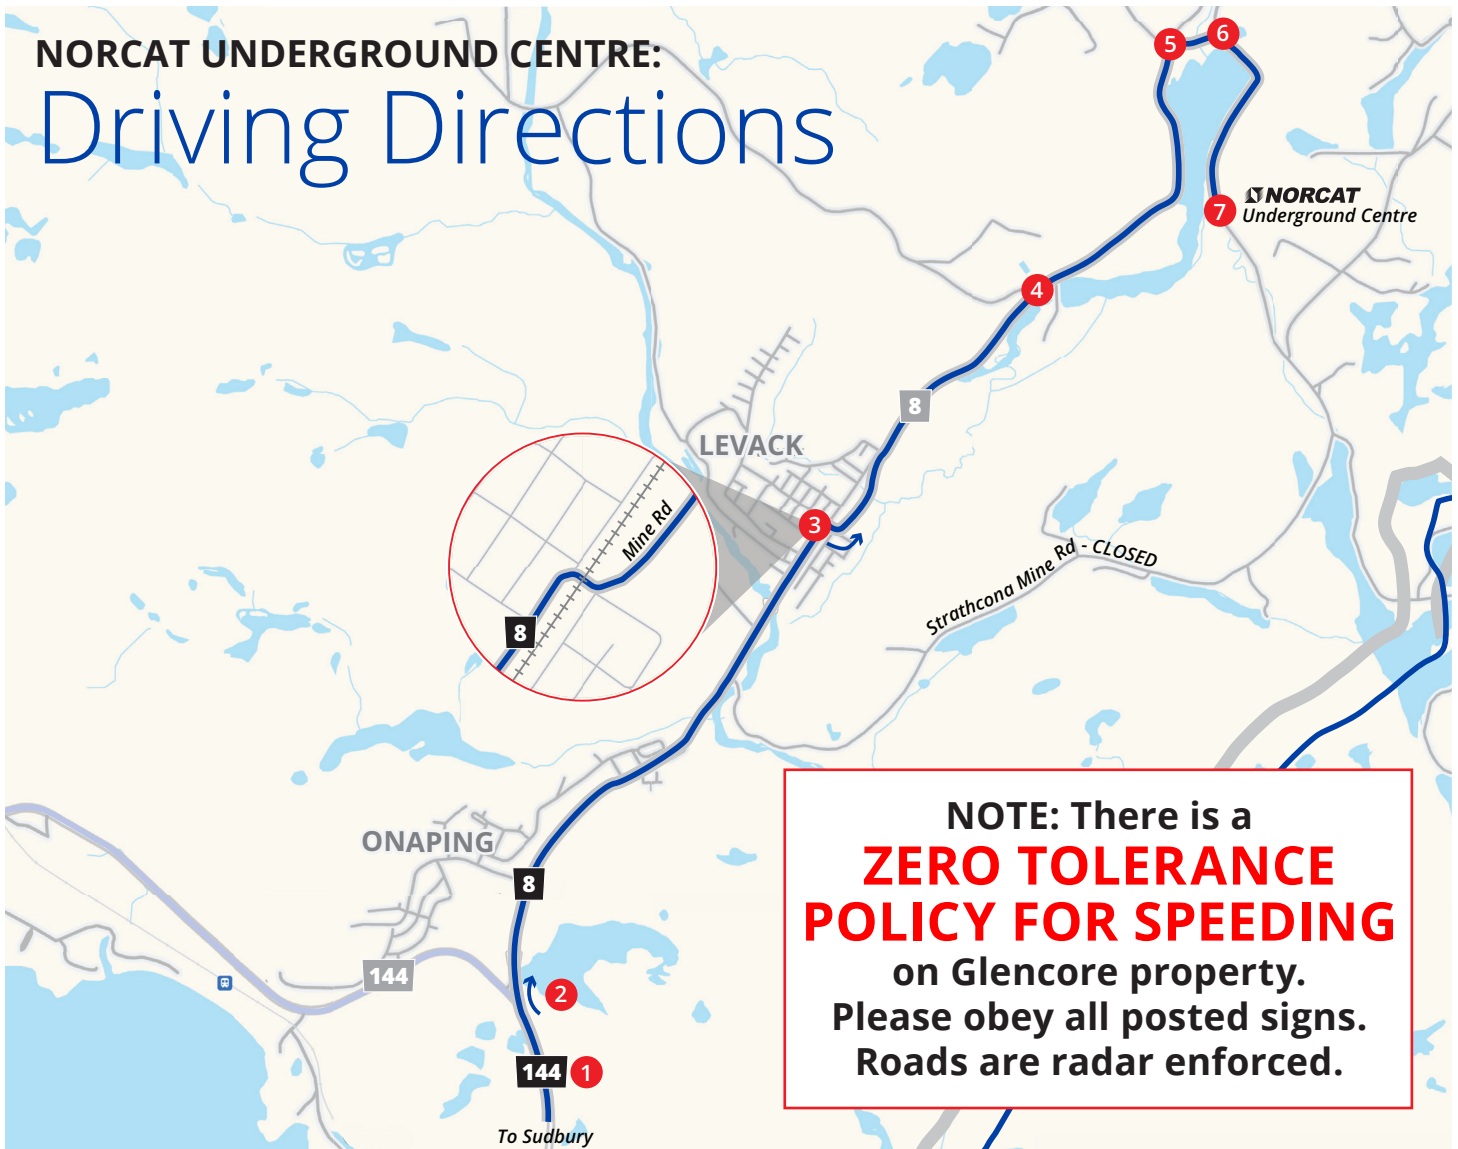 NORCAT UNDERGROUND CENTRE:
Driving Directions
5
6
NORCAT
7
Underground Centre
4
8
LEVACK
3
Mine Rd
8
Strathcona Mine Rd - CLOSED
ONAPING
8
144
2
144
1
To Sudbury
NOTE: There is a
ZERO TOLERANCE
POLICY FOR SPEEDING
on Glencore property.
Please obey all posted signs.
Roads are radar enforced.